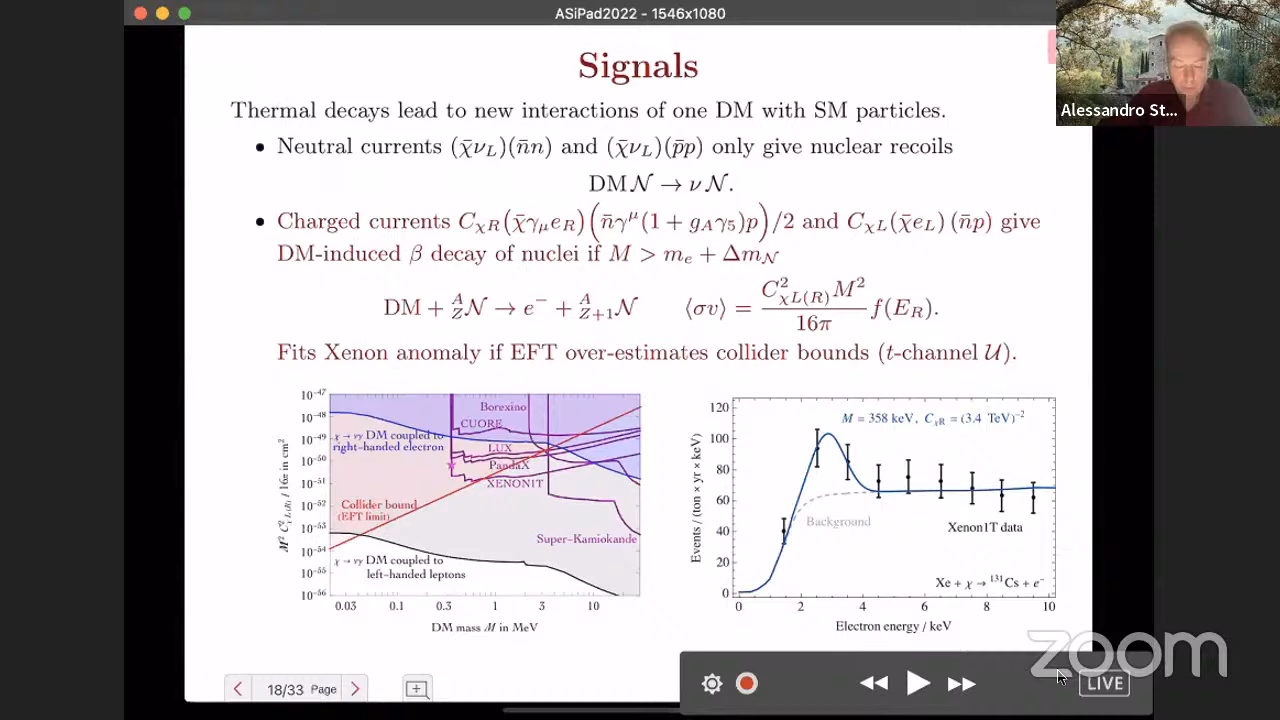 ASiPad2022 - 1546x1080
Alessandro St...
Signals
Thermal decays lead to new interactions of one DM with SM particles.
• Neutral currents (χ̄ν_L)(n̄n) and (χ̄ν_L)(p̄p) only give nuclear recoils
DM 𝒩 → ν 𝒩.
• Charged currents C_χR(χ̄γ_μe_R)(n̄γ^μ(1 + g_Aγ_5)p)/2 and C_χL(χ̄e_L)(n̄p) give
DM-induced β decay of nuclei if M > m_e + Δm_𝒩
DM + ^A_Z𝒩 → e⁻ + ^A_{Z+1}𝒩 ⟨σv⟩ = C²_χL(R) M² / 16π f(E_R).
Fits Xenon anomaly if EFT over-estimates collider bounds (t-channel 𝒰).
10⁻⁴⁷
10⁻⁴⁸
10⁻⁴⁹
10⁻⁵⁰
10⁻⁵¹
10⁻⁵²
10⁻⁵³
10⁻⁵⁴
10⁻⁵⁵
10⁻⁵⁶
M² C²_χL(R) / 16π in cm²
Borexino
CUORE
χ → νγ DM coupled to
right-handed electron
LUX
PandaX
XENON1T
Collider bound
(EFT limit)
Super-Kamiokande
χ → νγ DM coupled to
left-handed leptons
0.03 0.1 0.3 1 3 10
DM mass M in MeV
120
100
80
60
40
20
0
Events / (ton × yr × keV)
M = 358 keV, C_χR = (3.4 TeV)⁻²
Background
Xenon1T data
Xe + χ → ¹³¹Cs + e⁻
0 2 4 6 8 10
Electron energy / keV
zoom
LIVE
18/33 Page